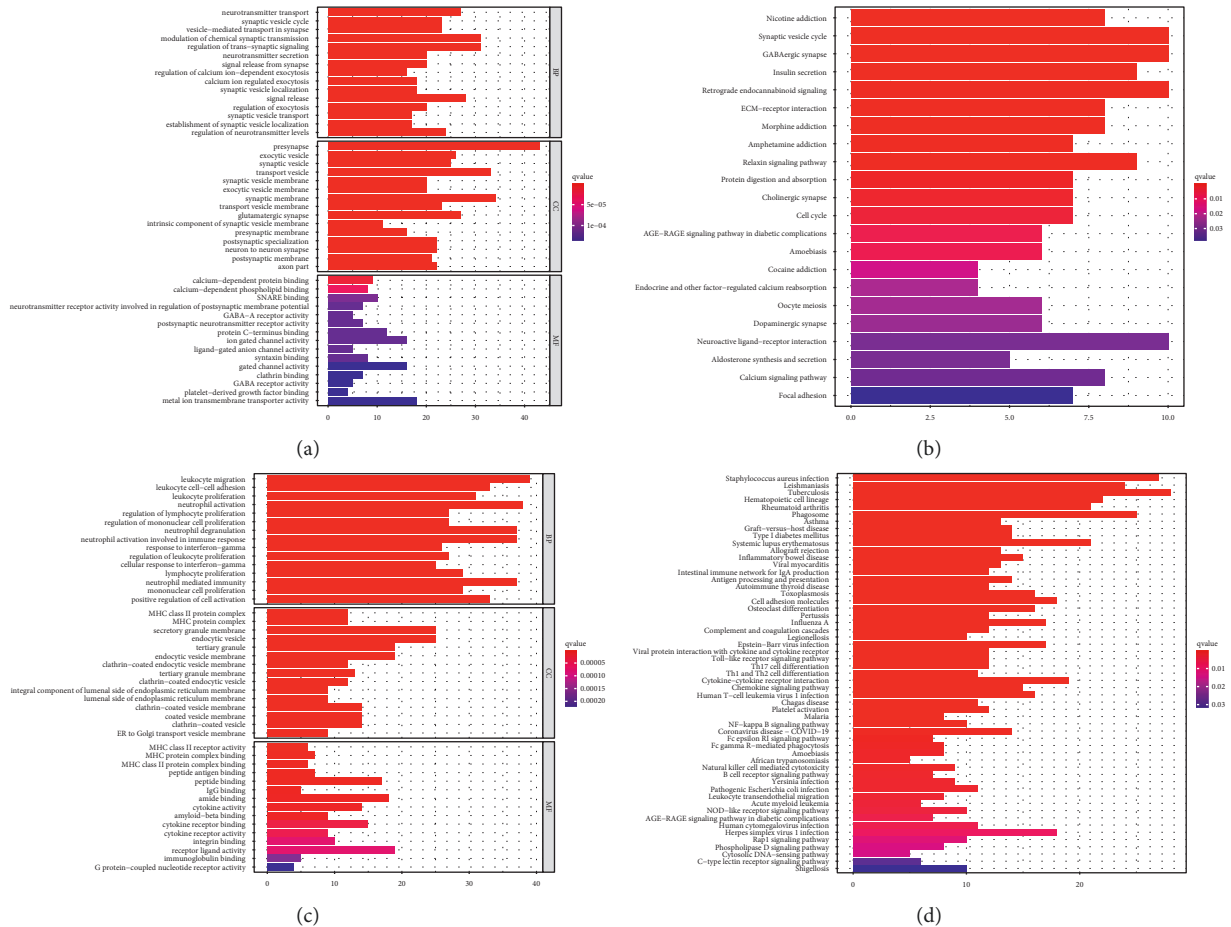 neurotransmitter transport
synaptic vesicle cycle
vesicle−mediated transport in synapse
modulation of chemical synaptic transmission
regulation of trans−synaptic signaling
neurotransmitter secretion
signal release from synapse
regulation of calcium ion−dependent exocytosis
calcium ion regulated exocytosis
synaptic vesicle localization
signal release
regulation of exocytosis
synaptic vesicle transport
establishment of synaptic vesicle localization
regulation of neurotransmitter levels
BP
presynapse
exocytic vesicle
synaptic vesicle
transport vesicle
synaptic vesicle membrane
exocytic vesicle membrane
synaptic membrane
transport vesicle membrane
glutamatergic synapse
intrinsic component of synaptic vesicle membrane
presynaptic membrane
postsynaptic specialization
neuron to neuron synapse
postsynaptic membrane
axon part
CC
calcium−dependent protein binding
calcium−dependent phospholipid binding
SNARE binding
neurotransmitter receptor activity involved in regulation of postsynaptic membrane potential
GABA−A receptor activity
postsynaptic neurotransmitter receptor activity
protein C−terminus binding
ion gated channel activity
ligand−gated anion channel activity
syntaxin binding
gated channel activity
clathrin binding
GABA receptor activity
platelet−derived growth factor binding
metal ion transmembrane transporter activity
MF
0 10 20 30 40
qvalue
5e−05
1e−04
(a)
Nicotine addiction
Synaptic vesicle cycle
GABAergic synapse
Insulin secretion
Retrograde endocannabinoid signaling
ECM−receptor interaction
Morphine addiction
Amphetamine addiction
Relaxin signaling pathway
Protein digestion and absorption
Cholinergic synapse
Cell cycle
AGE−RAGE signaling pathway in diabetic complications
Amoebiasis
Cocaine addiction
Endocrine and other factor−regulated calcium reabsorption
Oocyte meiosis
Dopaminergic synapse
Neuroactive ligand−receptor interaction
Aldosterone synthesis and secretion
Calcium signaling pathway
Focal adhesion
0.0 2.5 5.0 7.5 10.0
qvalue
0.01
0.02
0.03
(b)
leukocyte migration
leukocyte cell−cell adhesion
leukocyte proliferation
neutrophil activation
regulation of lymphocyte proliferation
regulation of mononuclear cell proliferation
neutrophil degranulation
neutrophil activation involved in immune response
response to interferon−gamma
regulation of leukocyte proliferation
cellular response to interferon−gamma
lymphocyte proliferation
neutrophil mediated immunity
mononuclear cell proliferation
positive regulation of cell activation
BP
MHC class II protein complex
MHC protein complex
secretory granule membrane
endocytic vesicle
tertiary granule
endocytic vesicle membrane
clathrin−coated endocytic vesicle membrane
tertiary granule membrane
clathrin−coated endocytic vesicle
integral component of lumenal side of endoplasmic reticulum membrane
lumenal side of endoplasmic reticulum membrane
clathrin−coated vesicle membrane
coated vesicle membrane
clathrin−coated vesicle
ER to Golgi transport vesicle membrane
CC
MHC class II receptor activity
MHC protein complex binding
MHC class II protein complex binding
peptide antigen binding
peptide binding
IgG binding
amide binding
cytokine activity
amyloid−beta binding
cytokine receptor binding
cytokine receptor activity
integrin binding
receptor ligand activity
immunoglobulin binding
G protein−coupled nucleotide receptor activity
MF
0 10 20 30 40
qvalue
0.00005
0.00010
0.00015
0.00020
(c)
Staphylococcus aureus infection
Leishmaniasis
Tuberculosis
Hematopoietic cell lineage
Rheumatoid arthritis
Phagosome
Asthma
Graft−versus−host disease
Type I diabetes mellitus
Systemic lupus erythematosus
Allograft rejection
Inflammatory bowel disease
Viral myocarditis
Intestinal immune network for IgA production
Antigen processing and presentation
Autoimmune thyroid disease
Toxoplasmosis
Cell adhesion molecules
Osteoclast differentiation
Pertussis
Influenza A
Complement and coagulation cascades
Legionellosis
Epstein−Barr virus infection
Viral protein interaction with cytokine and cytokine receptor
Toll−like receptor signaling pathway
Th17 cell differentiation
Th1 and Th2 cell differentiation
Cytokine−cytokine receptor interaction
Chemokine signaling pathway
Human T−cell leukemia virus 1 infection
Chagas disease
Platelet activation
Malaria
NF−kappa B signaling pathway
Coronavirus disease − COVID−19
Fc epsilon RI signaling pathway
Fc gamma R−mediated phagocytosis
Amoebiasis
African trypanosomiasis
Natural killer cell mediated cytotoxicity
B cell receptor signaling pathway
Yersinia infection
Pathogenic Escherichia coli infection
Leukocyte transendothelial migration
Acute myeloid leukemia
NOD−like receptor signaling pathway
AGE−RAGE signaling pathway in diabetic complications
Human cytomegalovirus infection
Herpes simplex virus 1 infection
Rap1 signaling pathway
Phospholipase D signaling pathway
Cytosolic DNA−sensing pathway
C−type lectin receptor signaling pathway
Shigellosis
0 10 20
qvalue
0.01
0.02
0.03
(d)